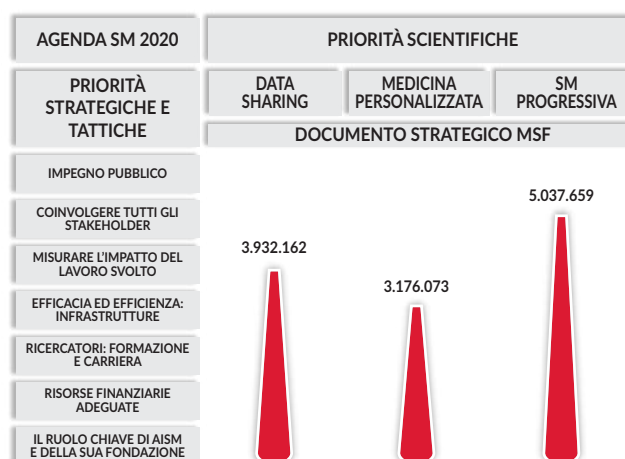 AGENDA SM 2020
PRIORITÀ SCIENTIFICHE
PRIORITÀ
STRATEGICHE E
TATTICHE
DATA
SHARING
MEDICINA
PERSONALIZZATA
SM
PROGRESSIVA
DOCUMENTO STRATEGICO MSF
IMPEGNO PUBBLICO
COINVOLGERE TUTTI GLI
STAKEHOLDER
MISURARE L'IMPATTO DEL
LAVORO SVOLTO
EFFICACIA ED EFFICIENZA:
INFRASTRUTTURE
RICERCATORI: FORMAZIONE
E CARRIERA
RISORSE FINANZIARIE
ADEGUATE
IL RUOLO CHIAVE DI AISM
E DELLA SUA FONDAZIONE
3.932.162
3.176.073
5.037.659